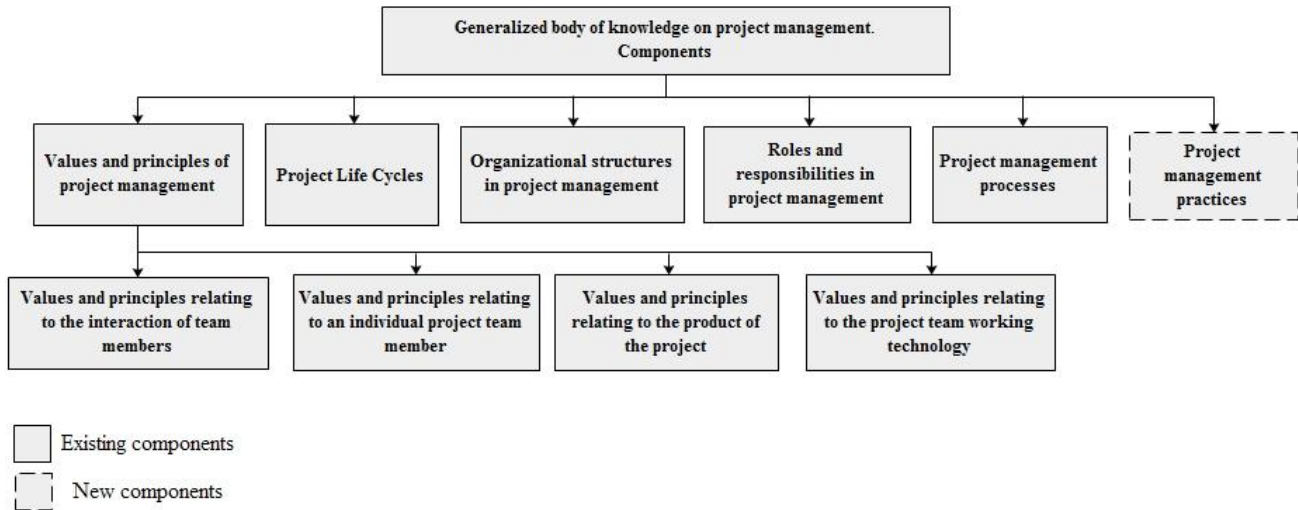 Generalized body of knowledge on project management.
Components
Values and principles of
project management
Project Life Cycles
Organizational structures
in project management
Roles and
responsibilities in
project management
Project management
processes
Project
management
practices
Values and principles relating
to the interaction of team
members
Values and principles relating
to an individual project team
member
Values and principles
relating to the product of
the project
Values and principles relating
to the project team working
technology
Existing components
New components